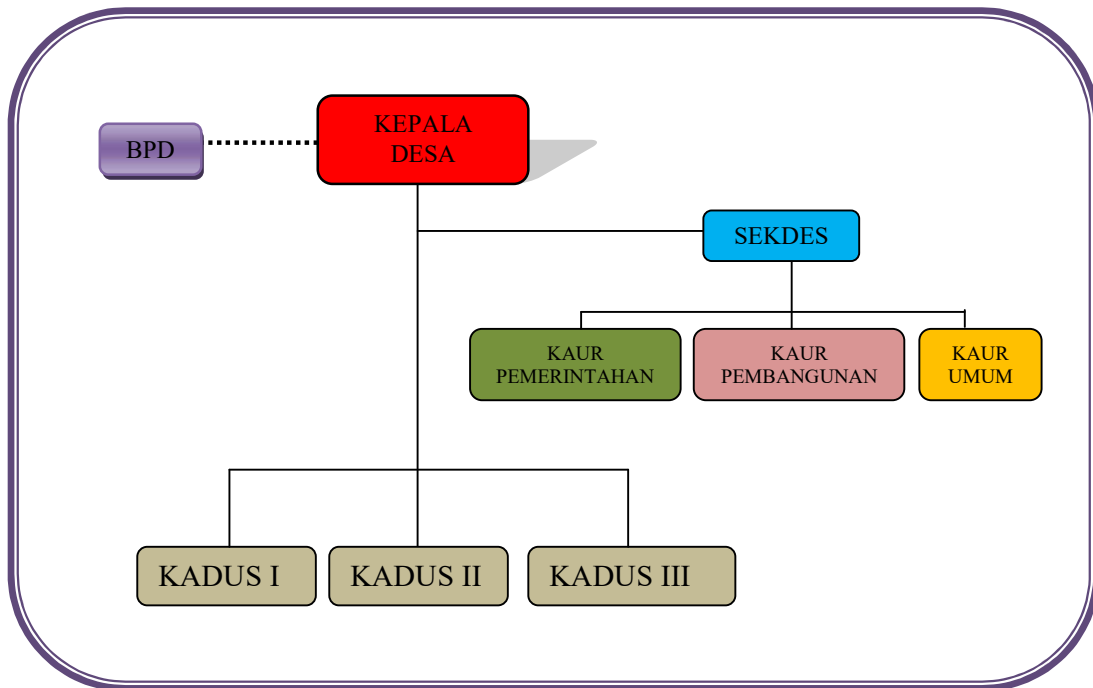 BPD
KEPALA
DESA
SEKDES
KAUR
PEMERINTAHAN
KAUR
PEMBANGUNAN
KAUR
UMUM
KADUS I
KADUS II
KADUS III